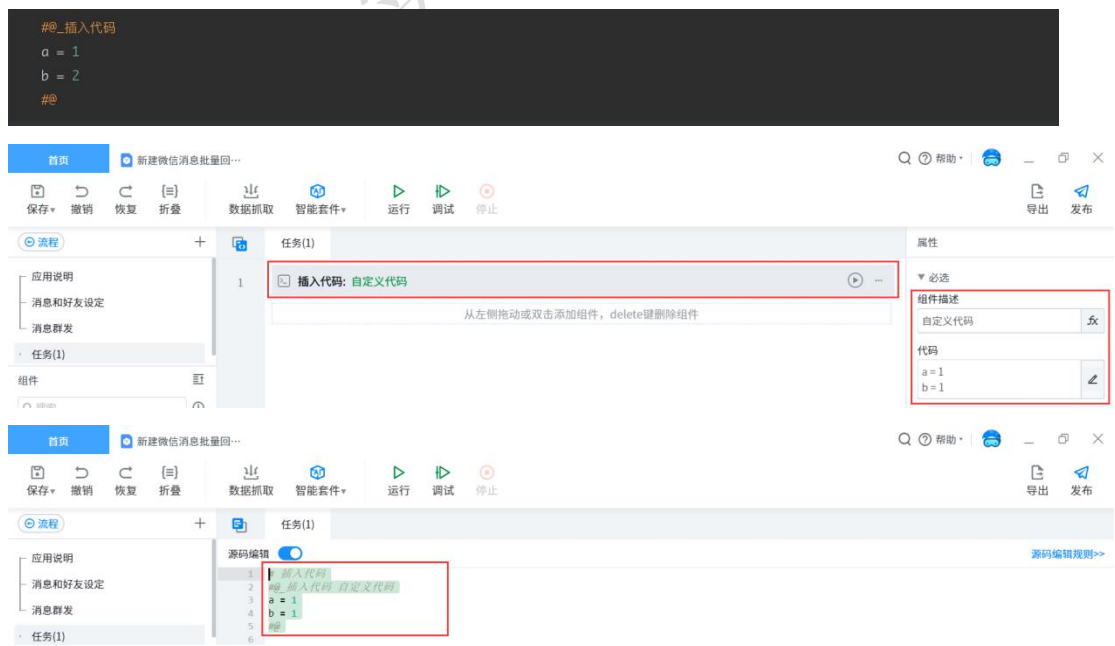 #@_插入代码
a = 1
b = 2
#@
首页 新建微信消息批量回…
帮助
保存 撤销 恢复 折叠 数据抓取 智能套件 运行 调试 停止 导出 发布
流程 + 任务(1) 属性
应用说明
消息和好友设定
消息群发
任务(1)
组件
1 插入代码: 自定义代码
从左侧拖动或双击添加组件，delete键删除组件
必选
组件描述
自定义代码 fx
代码
a = 1
b = 1
首页 新建微信消息批量回…
帮助
保存 撤销 恢复 折叠 数据抓取 智能套件 运行 调试 停止 导出 发布
流程 + 任务(1)
应用说明
消息和好友设定
消息群发
任务(1)
源码编辑 源码编辑规则>>
1 # 插入代码
2 #@_插入代码 自定义代码
3 a = 1
4 b = 1
5 #@
6